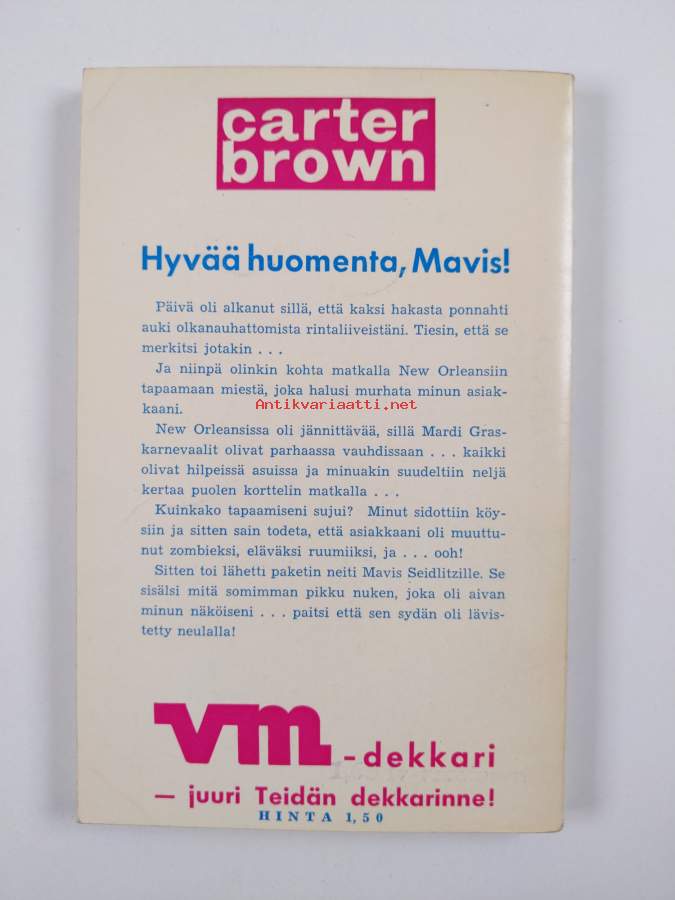 carter
brown
Hyvää huomenta, Mavis!
Päivä oli alkanut sillä, että kaksi hakasta ponnahti
auki olkanauhattomista rintaliiveistäni. Tiesin, että se
merkitsi jotakin . . .
Ja niinpä olinkin kohta matkalla New Orleansiin
tapaamaan miestä, joka halusi murhata minun asiak-
kaani.
Antikvariaatti.net
New Orleansissa oli jännittävää, sillä Mardi Gras-
karnevaalit olivat parhaassa vauhdissaan . . . kaikki
olivat hilpeissä asuissa ja minuakin suudeltiin neljä
kertaa puolen korttelin matkalla . . .
Kuinkako tapaamiseni sujui? Minut sidottiin köy-
siin ja sitten sain todeta, että asiakkaani oli muuttu-
nut zombieksi, eläväksi ruumiiksi, ja . . . ooh!
Sitten toi lähetti paketin neiti Mavis Seidlitzille. Se
sisälsi mitä somimman pikku nuken, joka oli aivan
minun näköiseni . . . paitsi että sen sydän oli lävis-
tetty neulalla!
vm - dekkari
— juuri Teidän dekkarinne!
HINTA 1,50